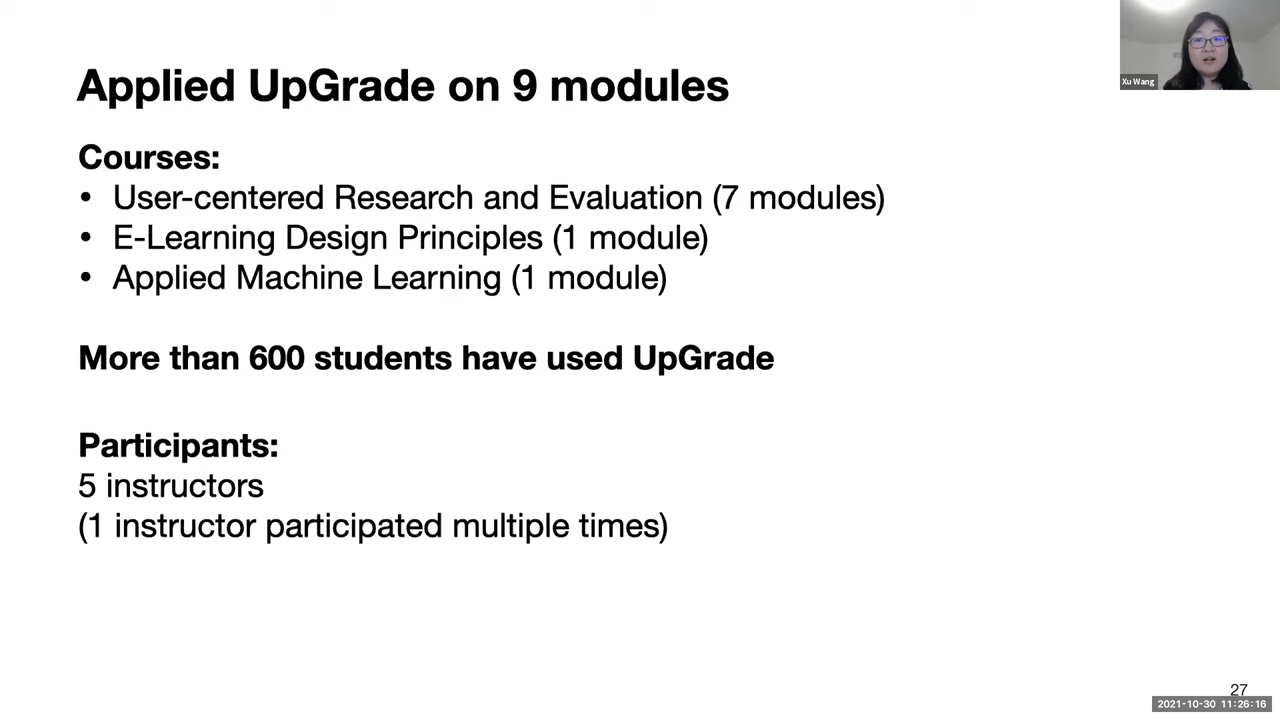 Applied UpGrade on 9 modules
Xu Wang
Courses:
• User-centered Research and Evaluation (7 modules)
• E-Learning Design Principles (1 module)
• Applied Machine Learning (1 module)
More than 600 students have used UpGrade
Participants:
5 instructors
(1 instructor participated multiple times)
27
2021-10-30 11:26:16